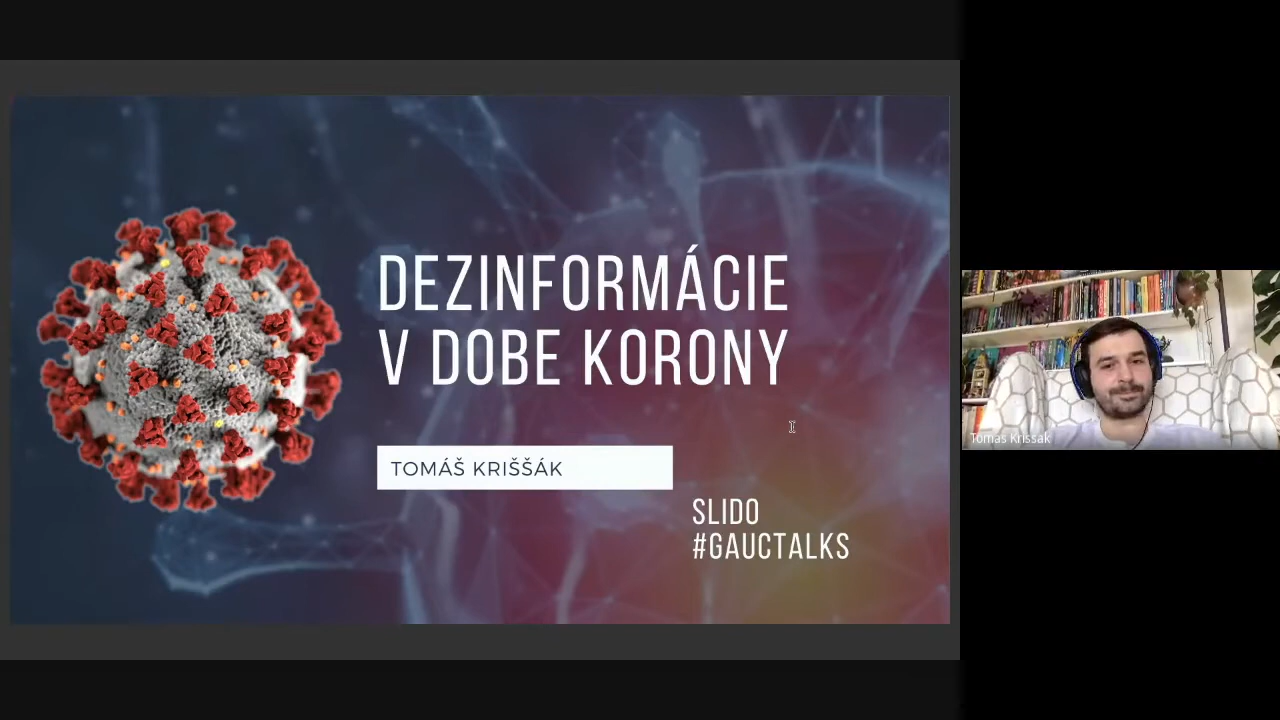 DEZINFORMÁCIE
V DOBE KORONY
TOMÁŠ KRIŠŠÁK
SLIDO
#GAUCTALKS
Tomas Krissak